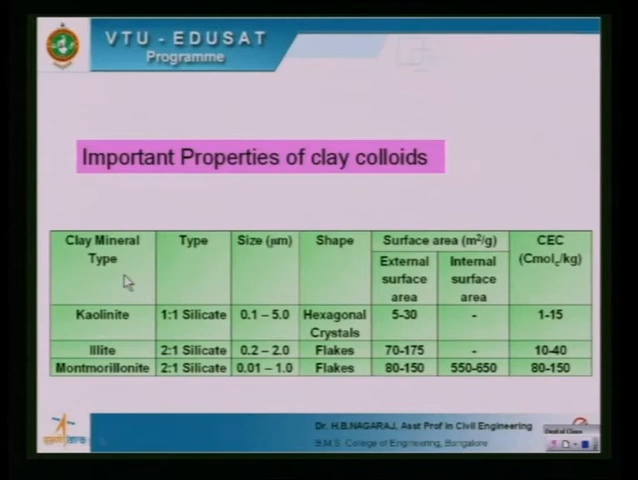 VTU - EDUSAT
Programme
Important Properties of clay colloids
Clay Mineral Type | Type | Size (μm) | Shape | Surface area (m²/g) | CEC (Cmolc/kg)
External surface area | Internal surface area
Kaolinite | 1:1 Silicate | 0.1 – 5.0 | Hexagonal Crystals | 5-30 | - | 1-15
Illite | 2:1 Silicate | 0.2 – 2.0 | Flakes | 70-175 | - | 10-40
Montmorillonite | 2:1 Silicate | 0.01 – 1.0 | Flakes | 80-150 | 550-650 | 80-150
Dr. H.B.NAGARAJ, Asst Prof in Civil Engineering
B.M.S. College of Engineering, Bangalore